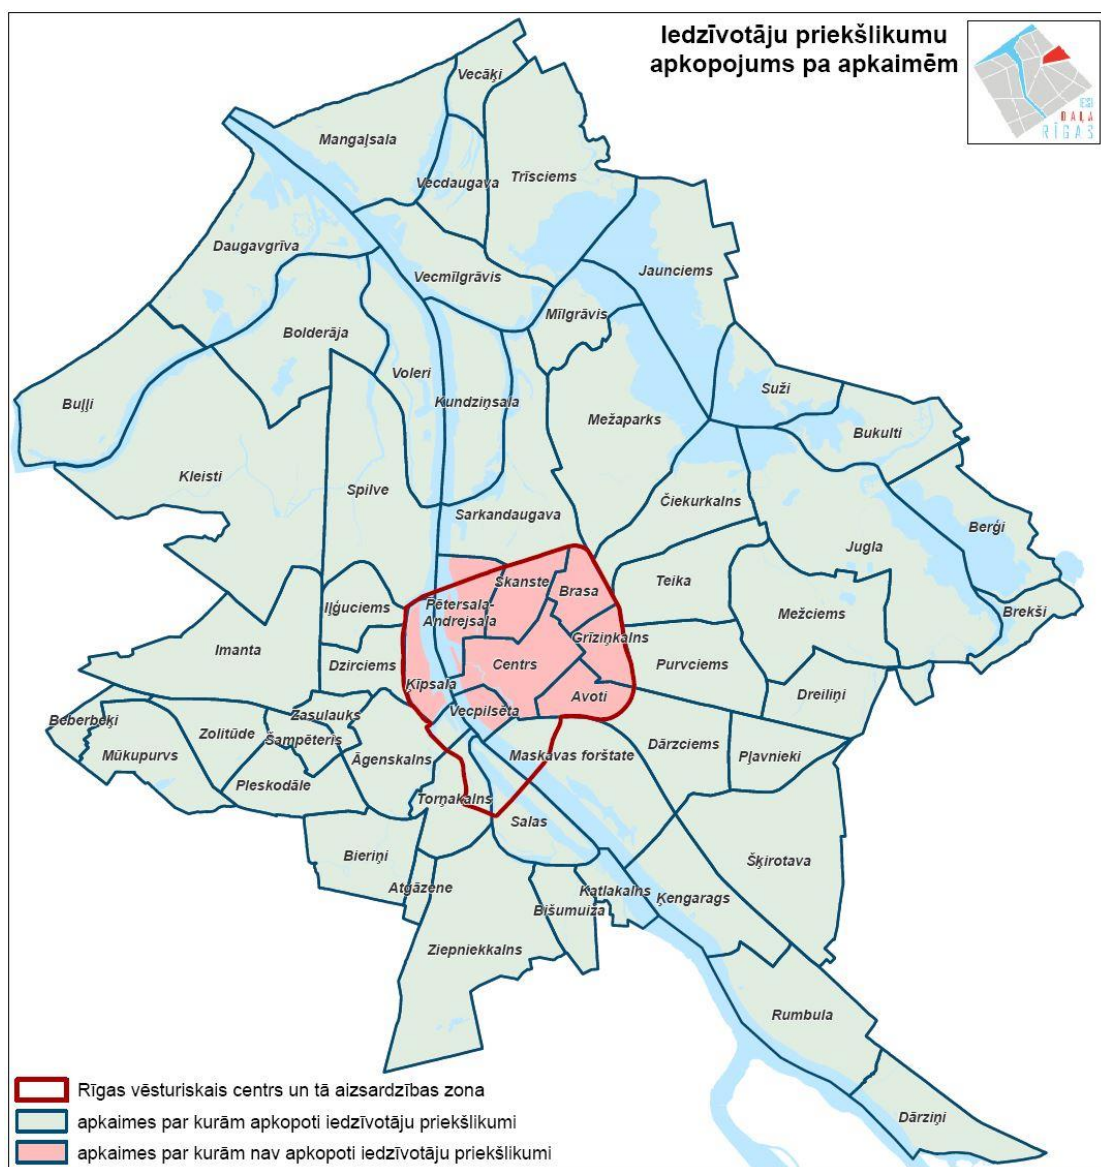 Iedzīvotāju priekšlikumu
apkopojums pa apkaimēm
ES
DAĻA
RĪGAS
Vecāķi
Mangaļsala
Vecdaugava
Trīsciems
Daugavgrīva
Vecmīlgrāvis
Jaunciems
Mīlgrāvis
Bolderāja
Voleri
Kundziņsala
Suži
Buļļi
Mežaparks
Bukulti
Kleisti
Spilve
Čiekurkalns
Sarkandaugava
Berģi
Jugla
Skanste
Teika
Brasa
Iļģuciems
Pētersala-
Andrejsala
Mežciems
Brekši
Grīziņkalns
Imanta
Dzirciems
Centrs
Purvciems
Ķīpsala
Avoti
Dreiliņi
Vecpilsēta
Beberbeķi
Zasulauks
Zolitūde
Šampēteris
Mūkupurvs
Āgenskalns
Maskavas forštate
Dārzciems
Pļavnieki
Pleskodāle
Torņakalns
Salas
Bieriņi
Šķirotava
Atgāzene
Katlakalns
Ķengarags
Bišumuiža
Ziepniekkalns
Rumbula
Dārziņi
Rīgas vēsturiskais centrs un tā aizsardzības zona
apkaimes par kurām apkopoti iedzīvotāju priekšlikumi
apkaimes par kurām nav apkopoti iedzīvotāju priekšlikumi